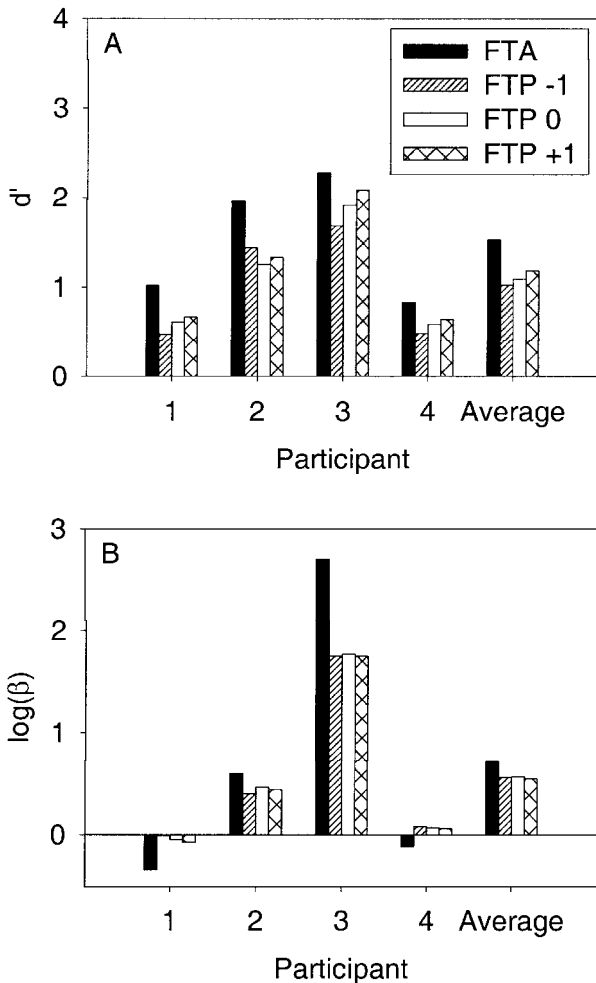 A
FTA
FTP -1
FTP 0
FTP +1
4
3
2
1
0
d'
1 2 3 4 Average
Participant
B
3
2
1
0
log(β)
1 2 3 4 Average
Participant